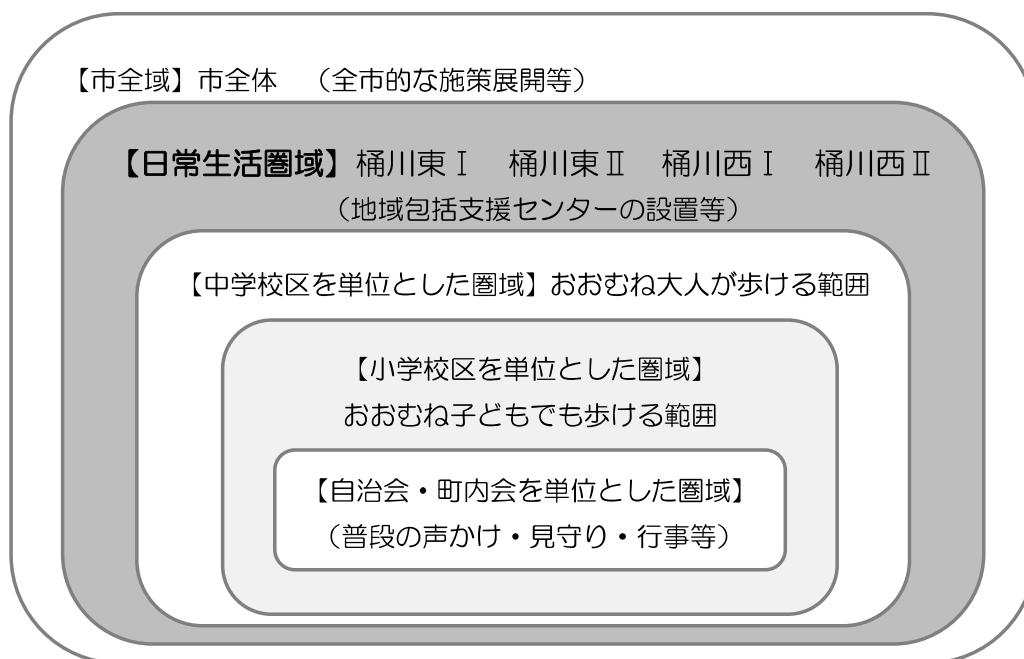 【市全域】市全体　（全市的な施策展開等）
【日常生活圏域】桶川東Ⅰ　桶川東Ⅱ　桶川西Ⅰ　桶川西Ⅱ
（地域包括支援センターの設置等）
【中学校区を単位とした圏域】おおむね大人が歩ける範囲
【小学校区を単位とした圏域】
おおむね子どもでも歩ける範囲
【自治会・町内会を単位とした圏域】
（普段の声かけ・見守り・行事等）